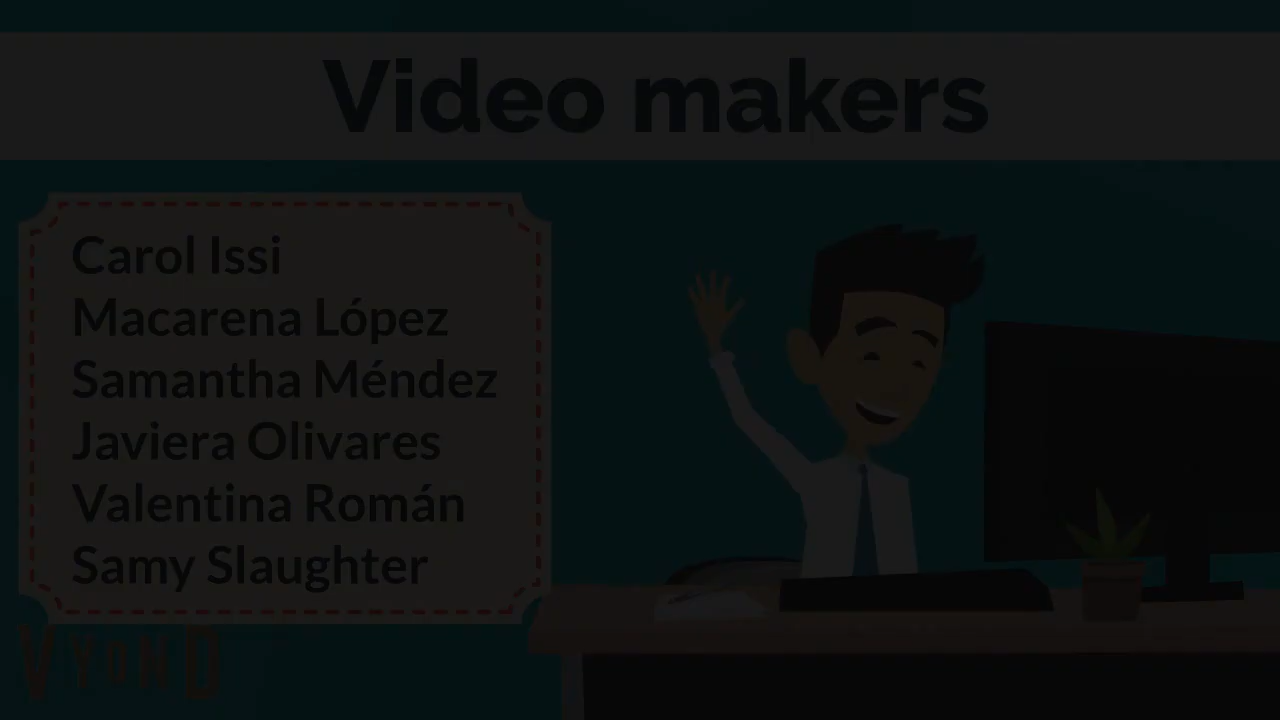 Video makers
Carol Issi
Macarena López
Samantha Méndez
Javiera Olivares
Valentina Román
Samy Slaughter
VYOND